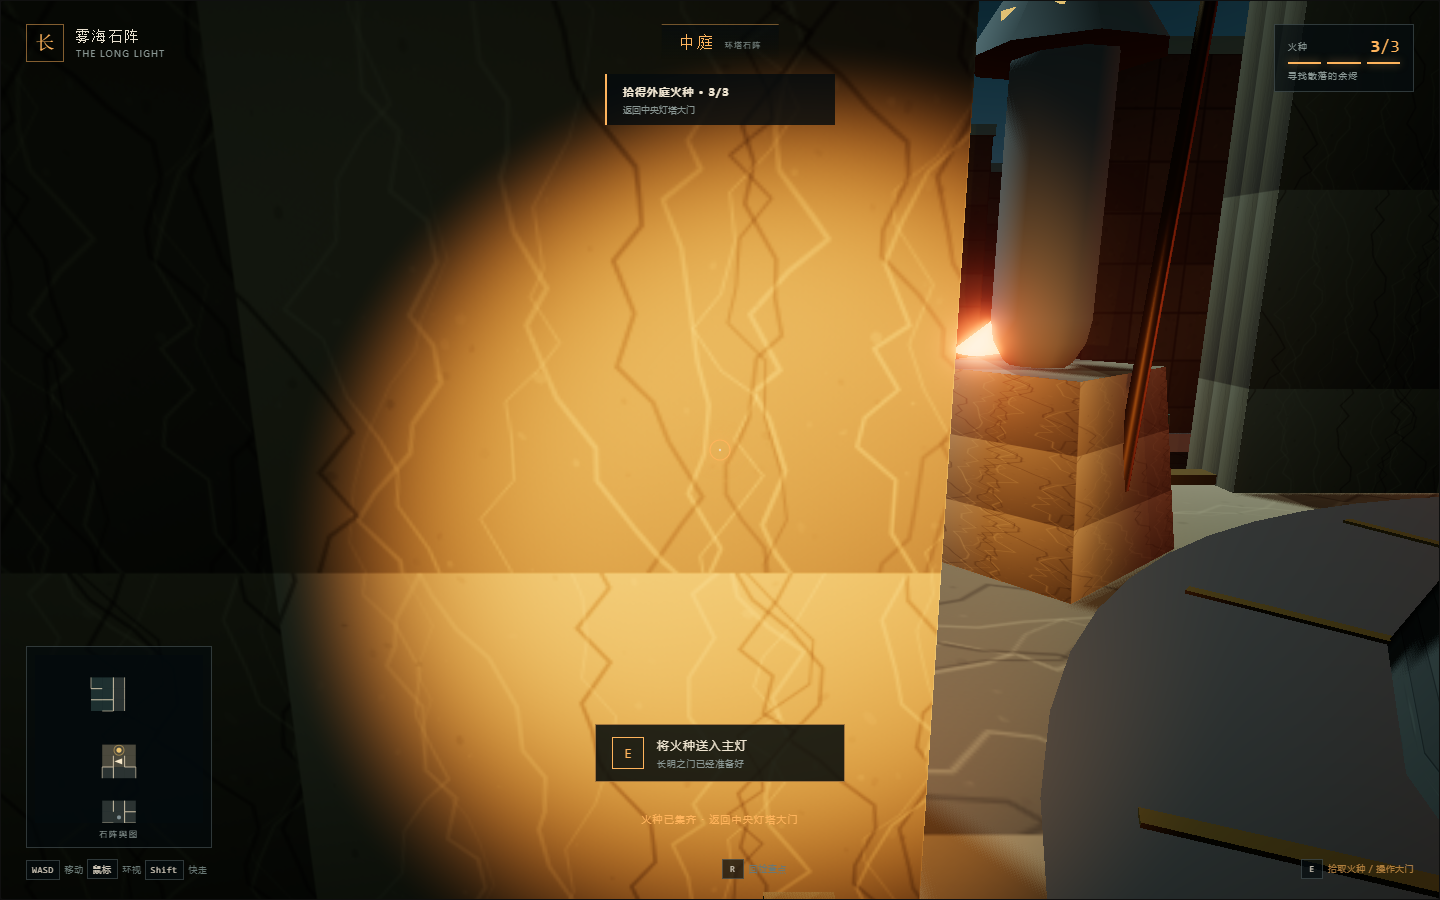 长
雾海石阵
THE LONG LIGHT
中庭 环塔石阵
拾得外庭火种 · 3/3
返回中央灯塔大门
火种 3/3
寻找散落的余烬
E
将火种送入主灯
长明之门已经准备好
火种已集齐 · 返回中央灯塔大门
石阵舆图
WASD 移动 鼠标 环视 Shift 快走
R
E 拾取火种 / 操作大门